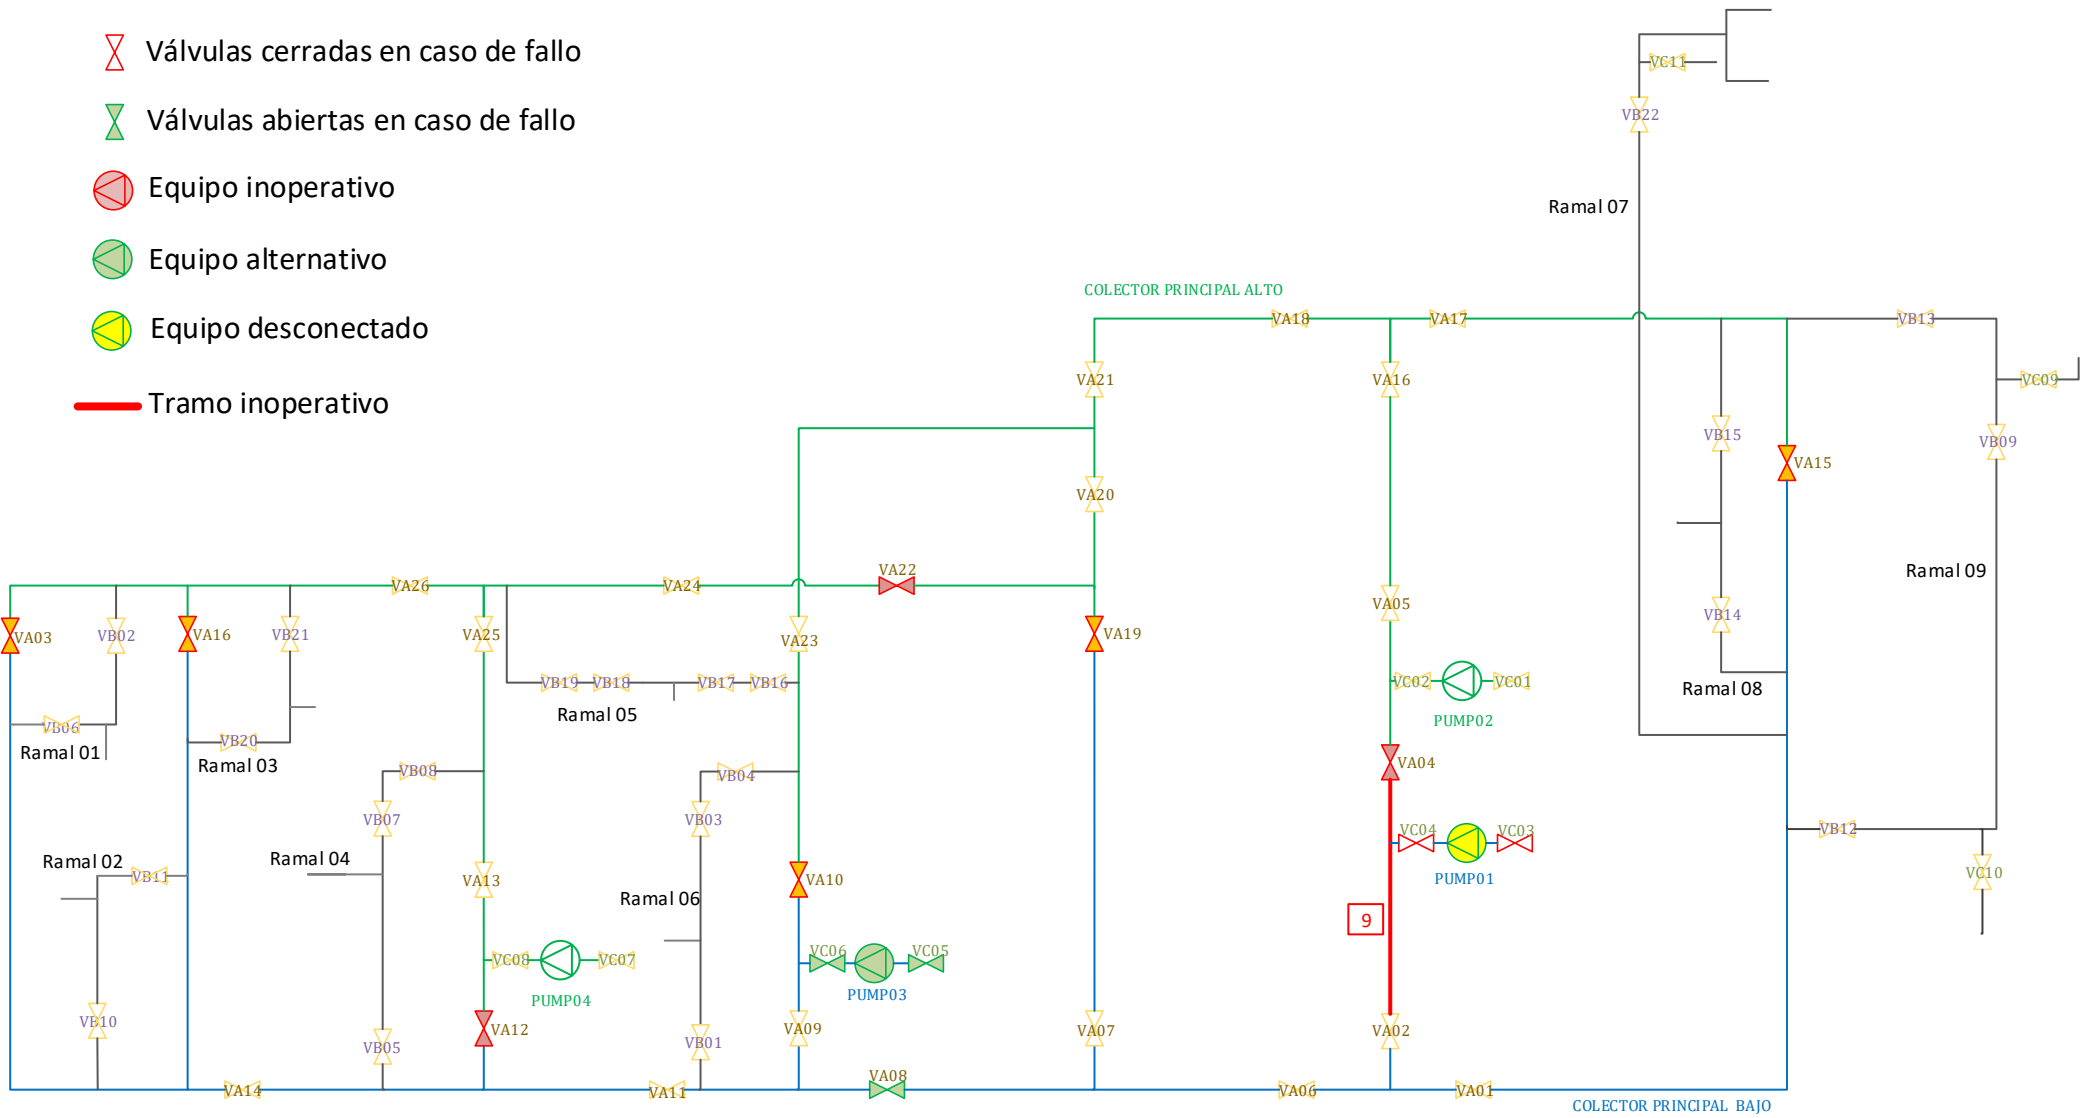 Válvulas cerradas en caso de fallo
Válvulas abiertas en caso de fallo
Equipo inoperativo
Equipo alternativo
Equipo desconectado
Tramo inoperativo
VC11
VB22
Ramal 07
COLECTOR PRINCIPAL ALTO
VA18
VA17
VB13
VA21
VA16
VC09
VB15
VB09
VA15
VA20
VA22
VA26
VA24
Ramal 09
VA05
VB14
VA03
VB02
VA16
VB21
VA25
VA23
VA19
VB19
VB18
VB17
VB16
VC02
VC01
Ramal 08
Ramal 05
PUMP02
VB06
Ramal 01
VB20
Ramal 03
VB08
VB04
VA04
VB07
VB03
VC04
VC03
VB12
Ramal 02
Ramal 04
VB11
VA13
VA10
PUMP01
VC10
Ramal 06
9
VC08
VC07
VC06
VC05
PUMP04
PUMP03
VB10
VA12
VA09
VA07
VA02
VB05
VB01
VA14
VA11
VA08
VA06
VA01
COLECTOR PRINCIPAL BAJO